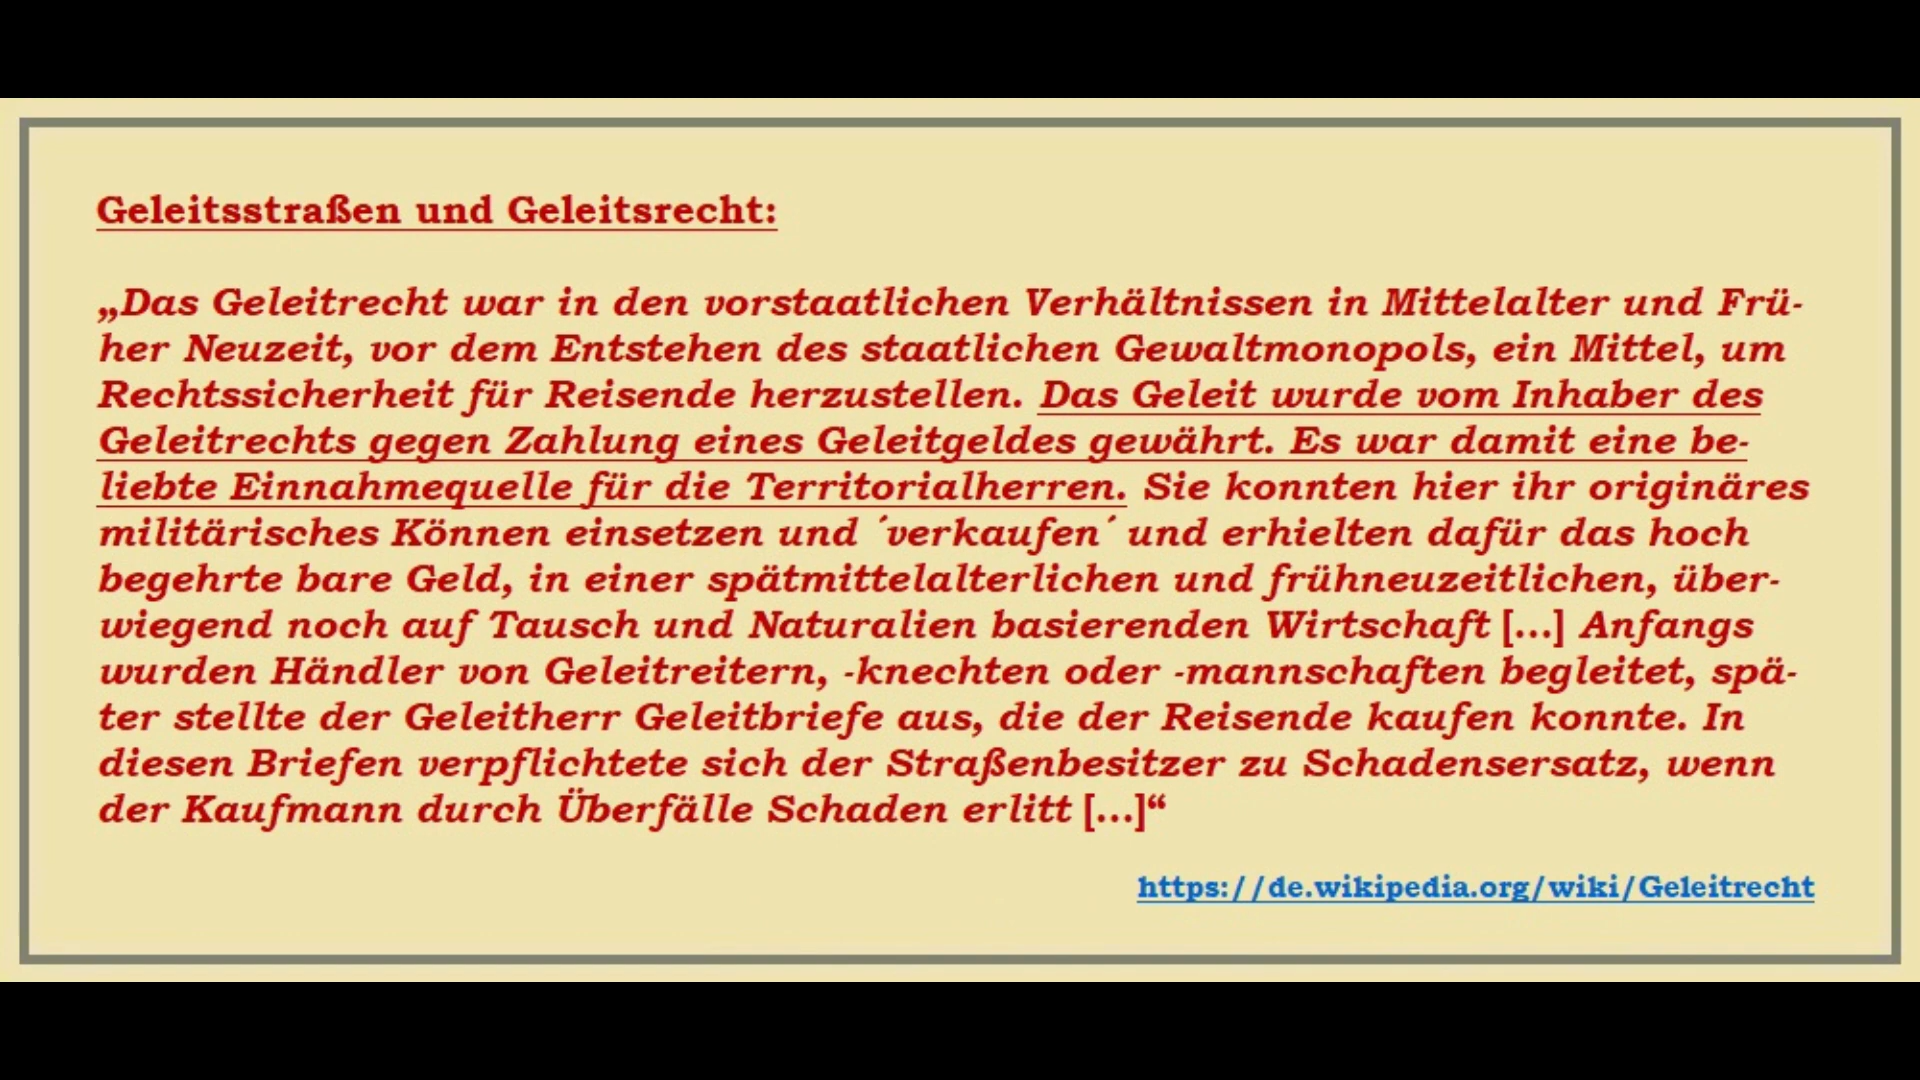 Geleitsstraßen und Geleitsrecht:
„Das Geleitrecht war in den vorstaatlichen Verhältnissen in Mittelalter und Frü-
her Neuzeit, vor dem Entstehen des staatlichen Gewaltmonopols, ein Mittel, um
Rechtssicherheit für Reisende herzustellen. Das Geleit wurde vom Inhaber des
Geleitrechts gegen Zahlung eines Geleitgeldes gewährt. Es war damit eine be-
liebte Einnahmequelle für die Territorialherren. Sie konnten hier ihr originäres
militärisches Können einsetzen und ´verkaufen´ und erhielten dafür das hoch
begehrte bare Geld, in einer spätmittelalterlichen und frühneuzeitlichen, über-
wiegend noch auf Tausch und Naturalien basierenden Wirtschaft [...] Anfangs
wurden Händler von Geleitreitern, -knechten oder -mannschaften begleitet, spä-
ter stellte der Geleitherr Geleitbriefe aus, die der Reisende kaufen konnte. In
diesen Briefen verpflichtete sich der Straßenbesitzer zu Schadensersatz, wenn
der Kaufmann durch Überfälle Schaden erlitt [...]“
https://de.wikipedia.org/wiki/Geleitrecht